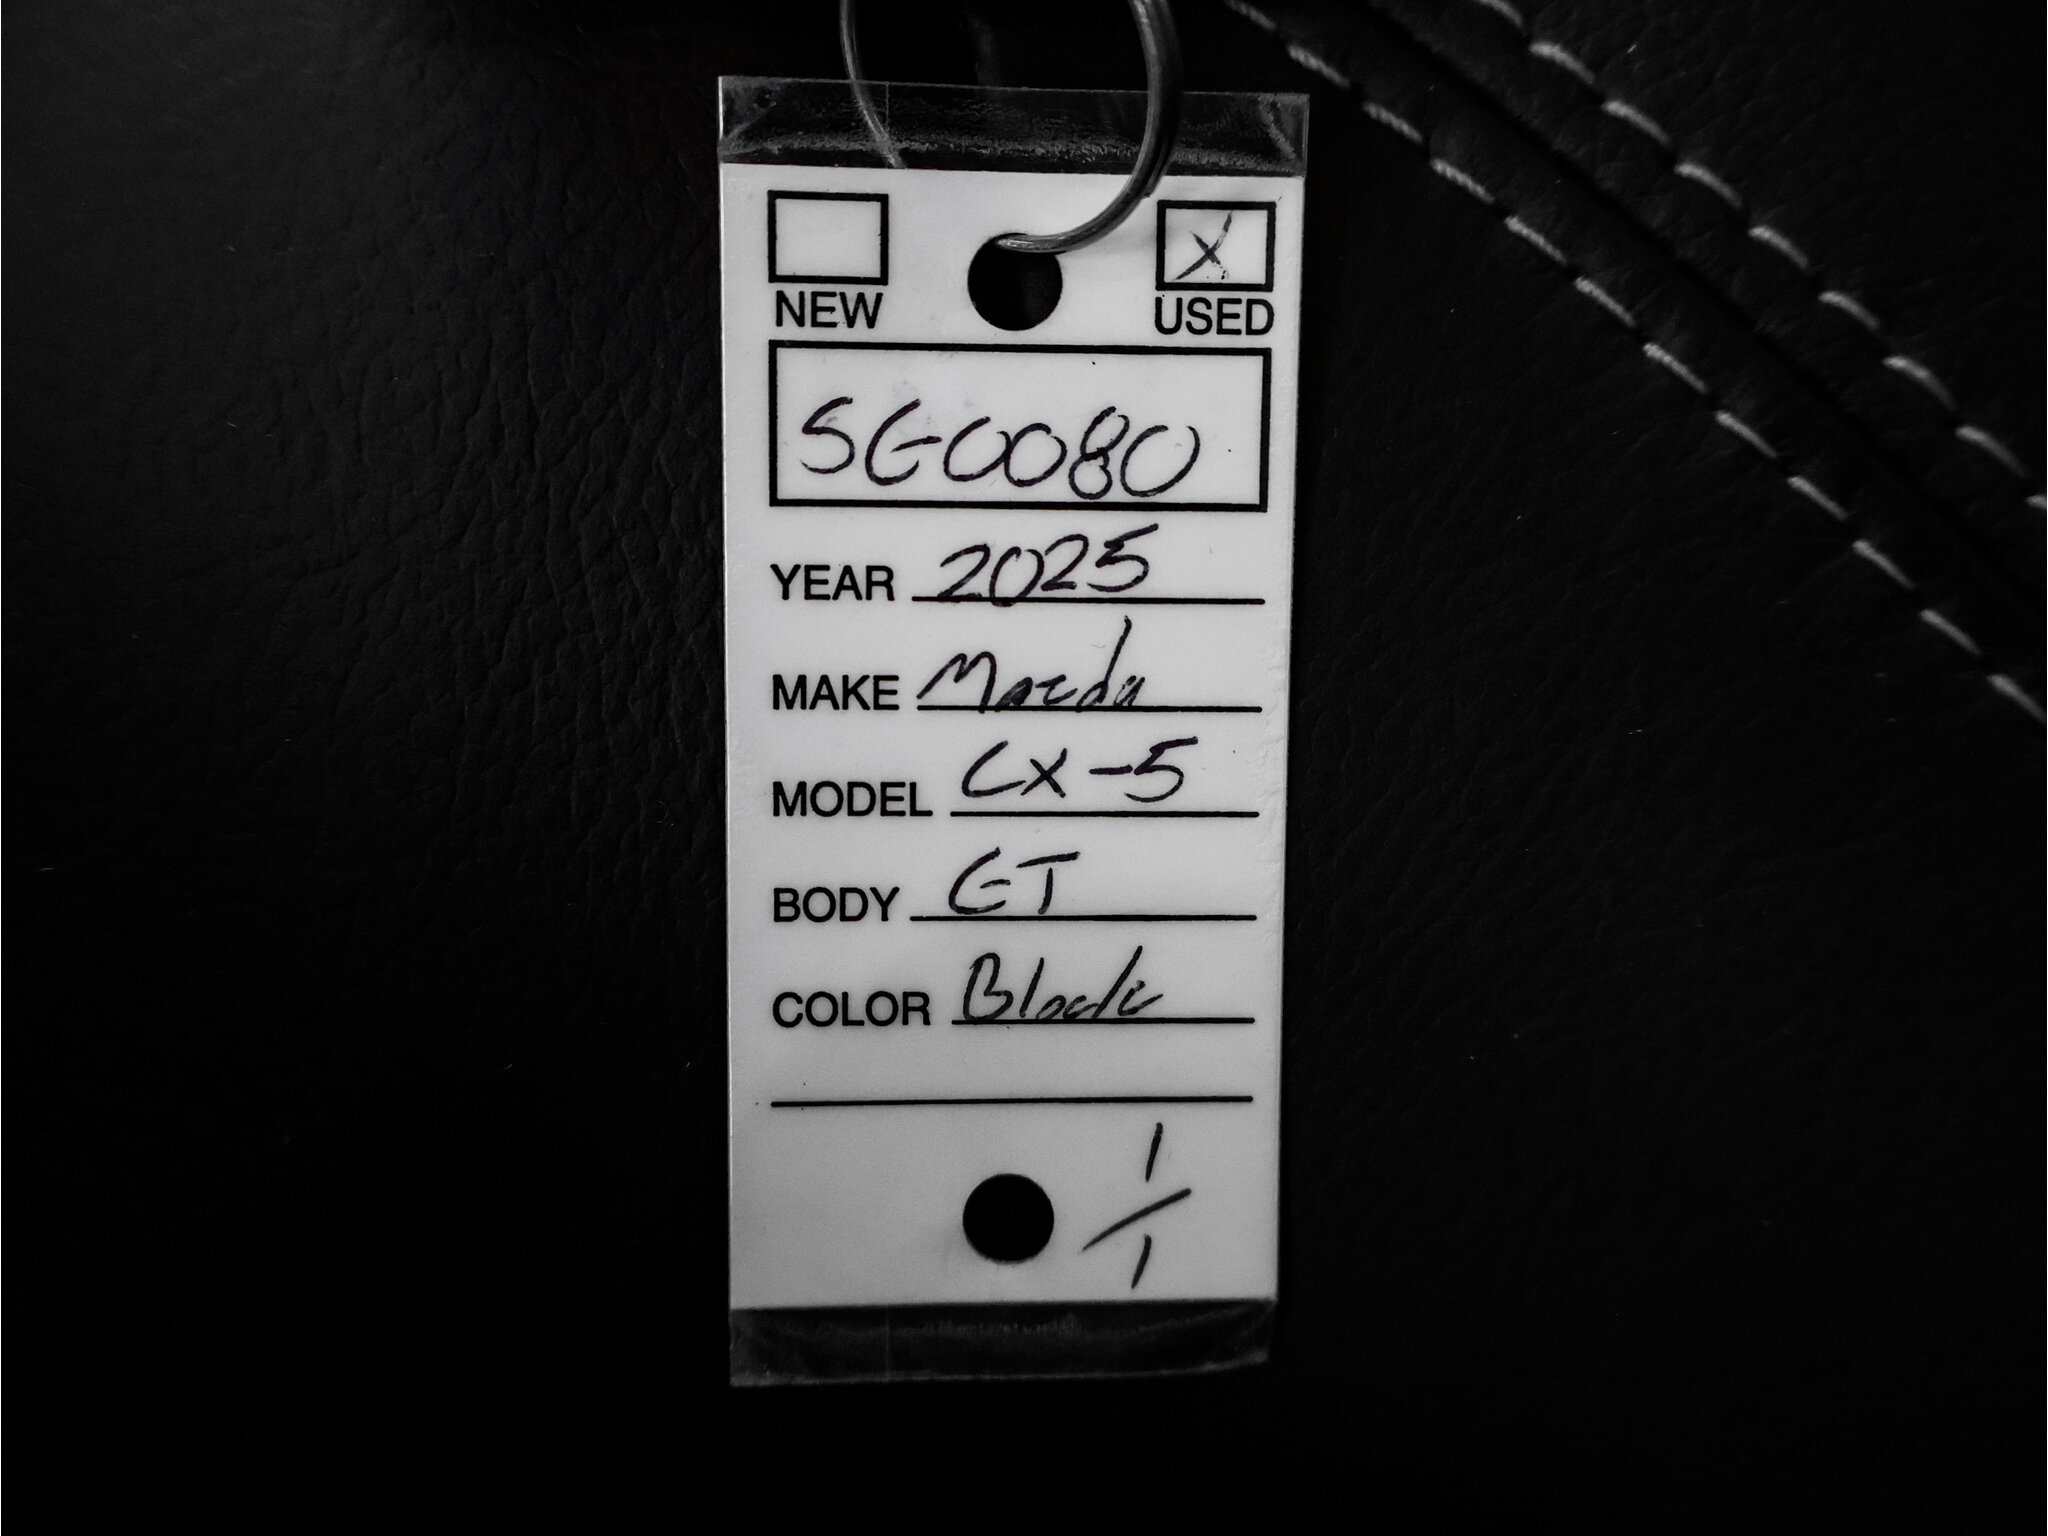 NEW USED
X
SG0080
YEAR 2025
MAKE Mazda
MODEL CX-5
BODY GT
COLOR Black
1/1